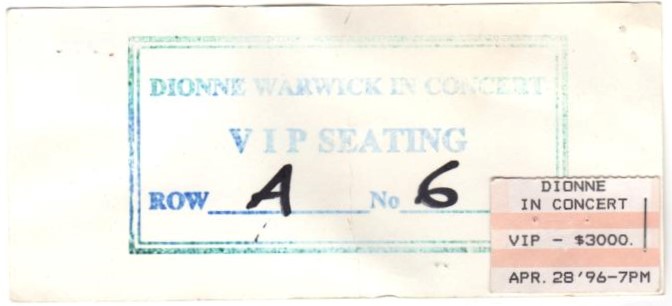 DIONNE WARWICK IN CONCERT
V I P SEATING
ROW A No 6
DIONNE
IN CONCERT
VIP - $3000.
APR. 28'96-7PM